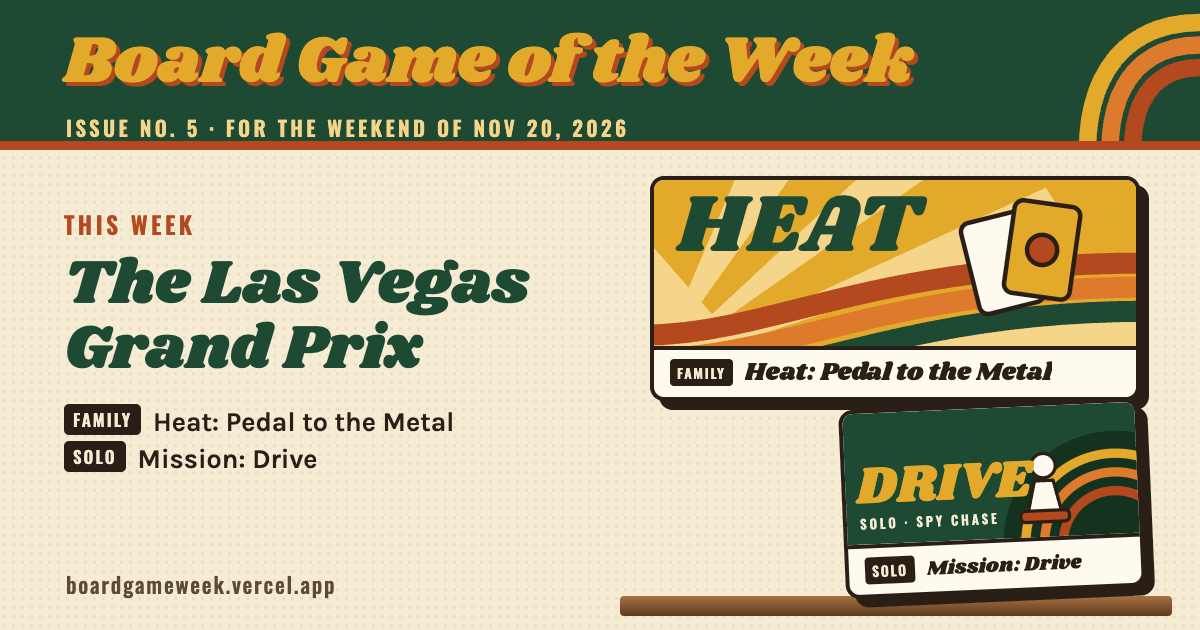 Board Game of the Week
ISSUE NO. 5 · FOR THE WEEKEND OF NOV 20, 2026
THIS WEEK
The Las Vegas
Grand Prix
FAMILY Heat: Pedal to the Metal
SOLO Mission: Drive
boardgameweek.vercel.app
HEAT
FAMILY Heat: Pedal to the Metal
DRIVE
SOLO · SPY CHASE
SOLO Mission: Drive